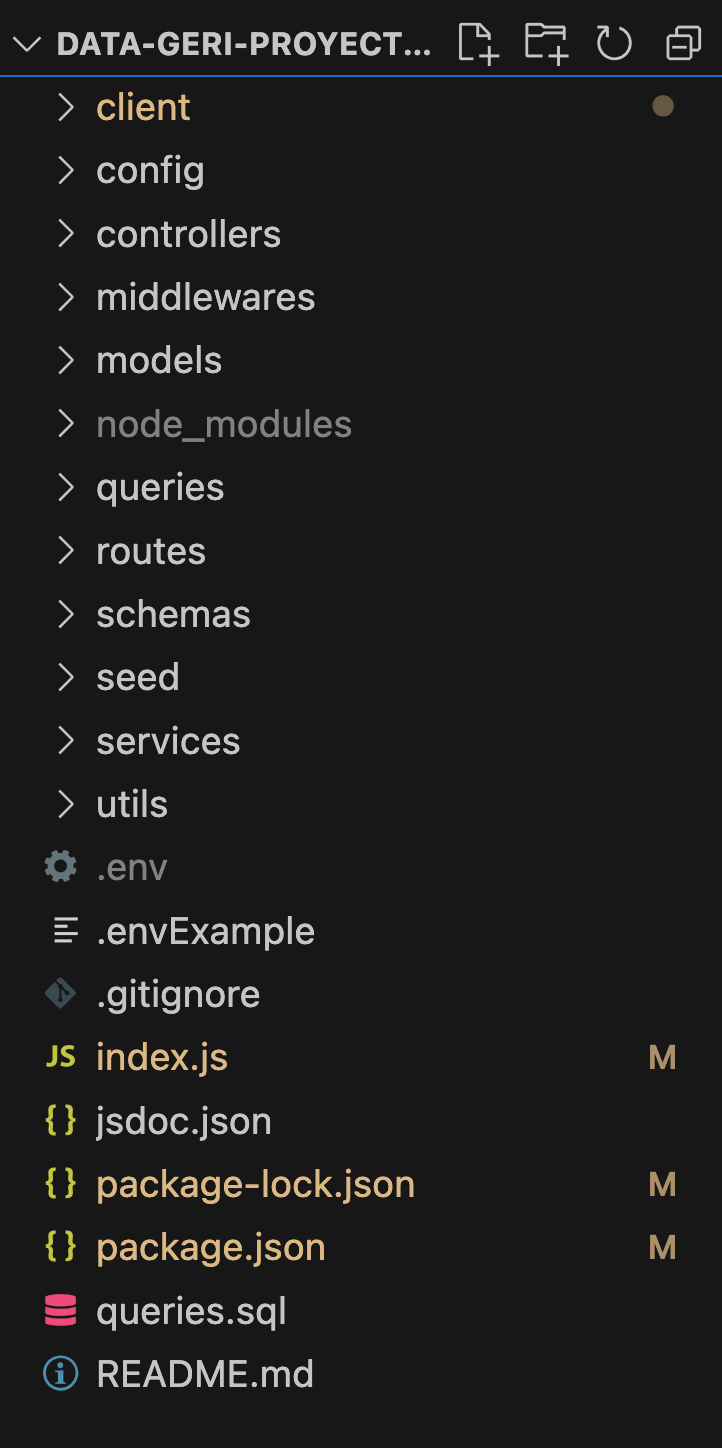 DATA-GERI-PROYECT...
client
config
controllers
middlewares
models
node_modules
queries
routes
schemas
seed
services
utils
.env
.envExample
.gitignore
JS index.js M
{ } jsdoc.json
{ } package-lock.json M
{ } package.json M
queries.sql
README.md